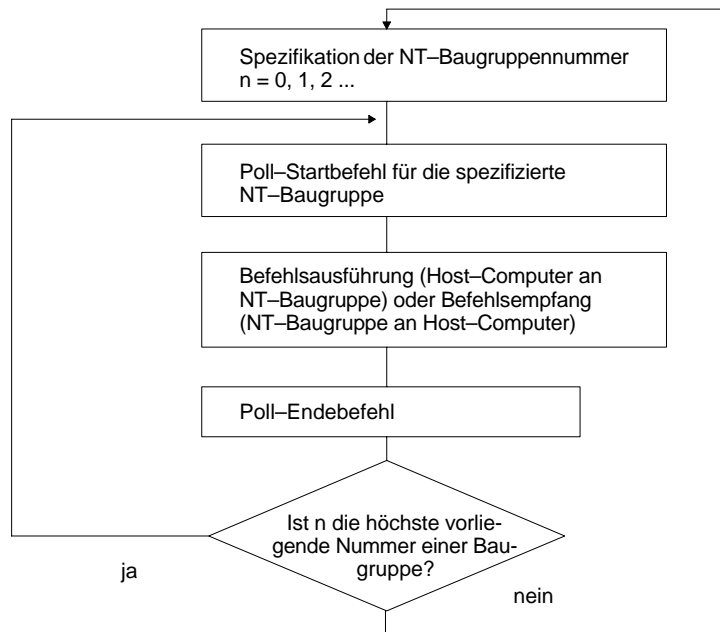 Spezifikation der NT–Baugruppennummer
n = 0, 1, 2 ...
Poll–Startbefehl für die spezifizierte
NT–Baugruppe
Befehlsausführung (Host–Computer an
NT–Baugruppe) oder Befehlsempfang
(NT–Baugruppe an Host–Computer)
Poll–Endebefehl
Ist n die höchste vorlie-
gende Nummer einer Bau-
gruppe?
ja
nein